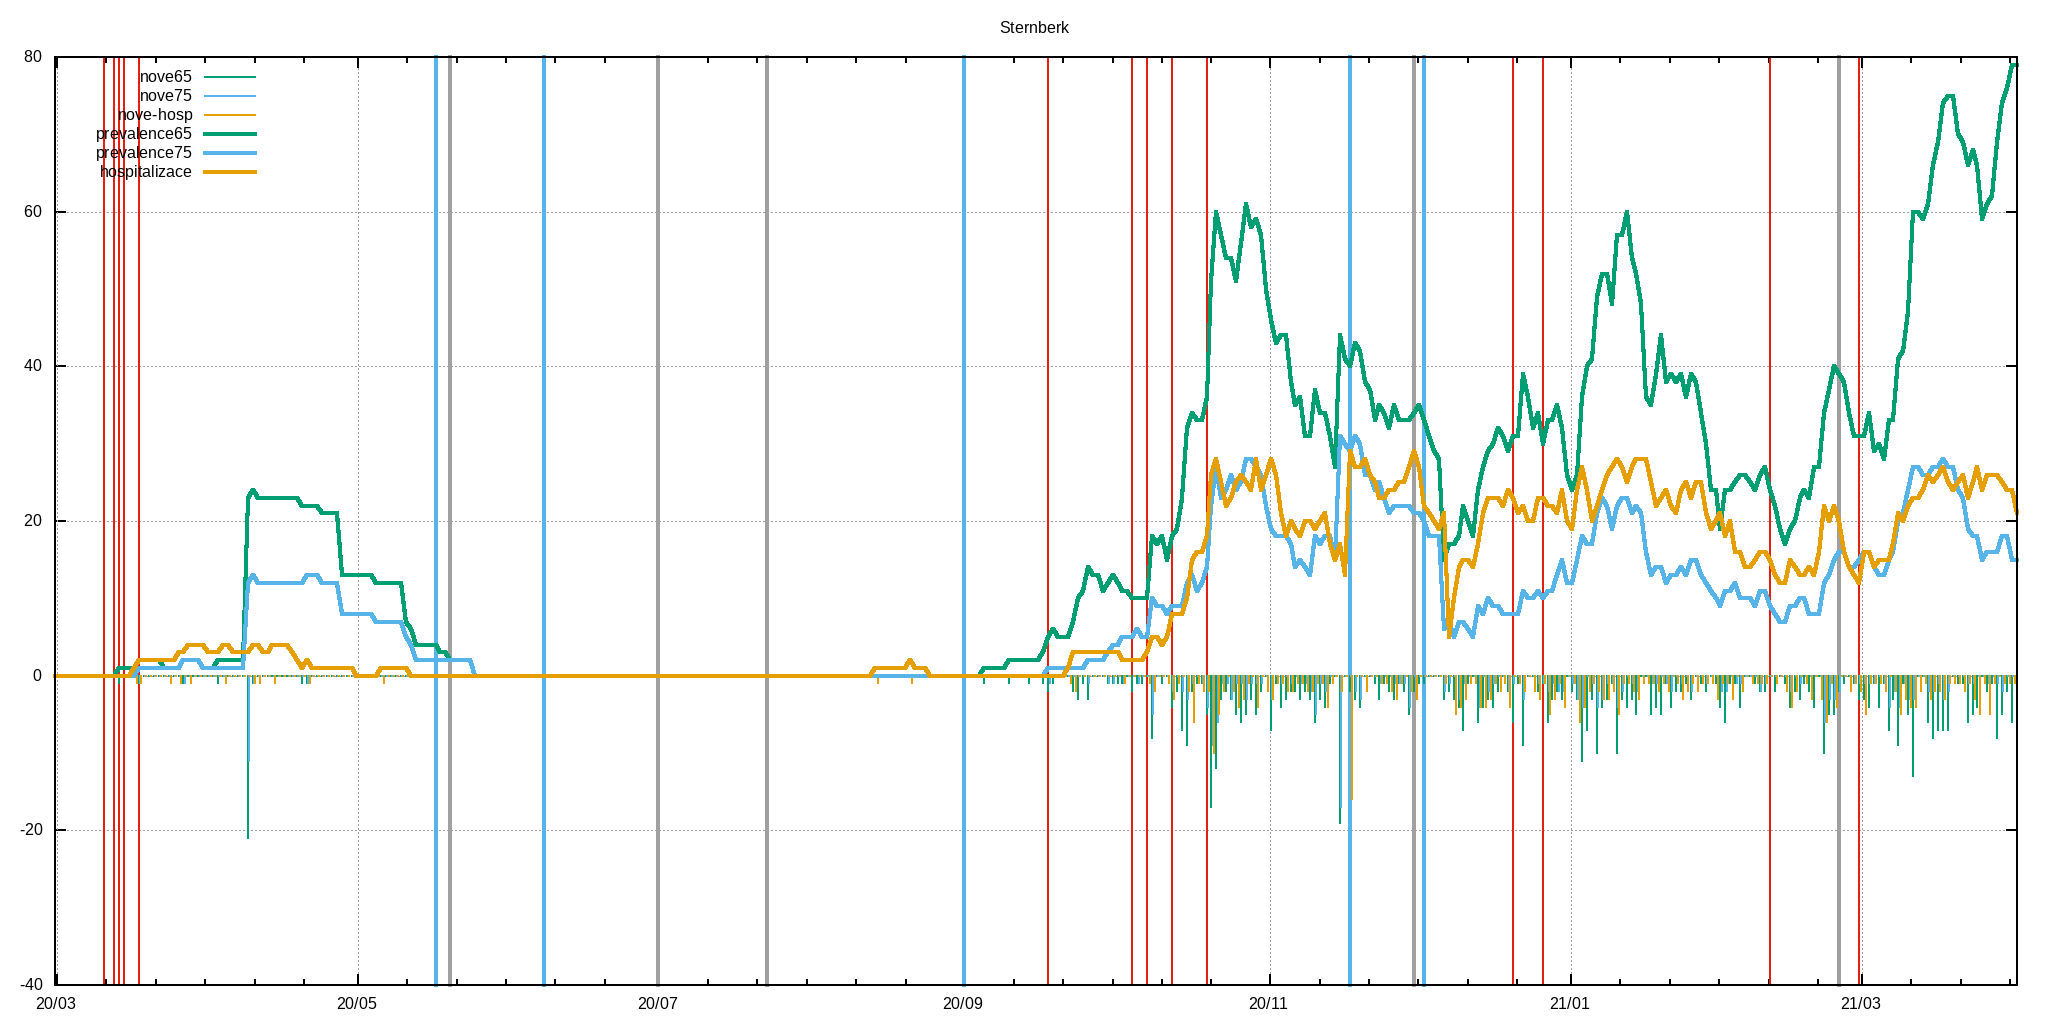 Sternberk
80
60
40
20
0
-20
-40
nove65
nove75
nove-hosp
prevalence65
prevalence75
hospitalizace
20/03 20/05 20/07 20/09 20/11 21/01 21/03